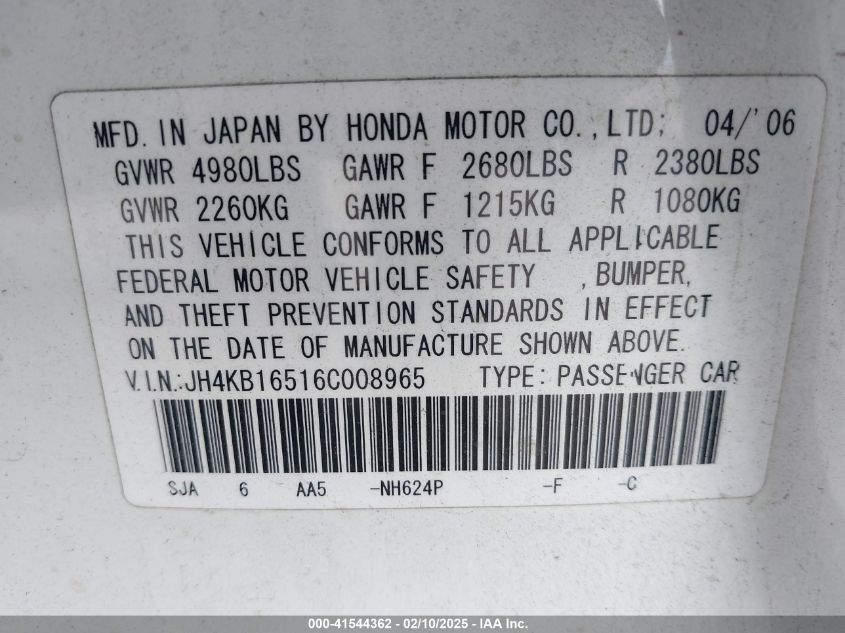 MFD. IN JAPAN BY HONDA MOTOR CO.,LTD; 04/'06
GVWR 4980LBS GAWR F 2680LBS R 2380LBS
GVWR 2260KG GAWR F 1215KG R 1080KG
THIS VEHICLE CONFORMS TO ALL APPLICABLE
FEDERAL MOTOR VEHICLE SAFETY , BUMPER,
AND THEFT PREVENTION STANDARDS IN EFFECT
ON THE DATE OF MANUFACTURE SHOWN ABOVE.
V.I.N.:JH4KB16516C008965 TYPE: PASSENGER CAR
SJA 6 AA5 -NH624P -F -C
000-41544362 - 02/10/2025 - IAA Inc.